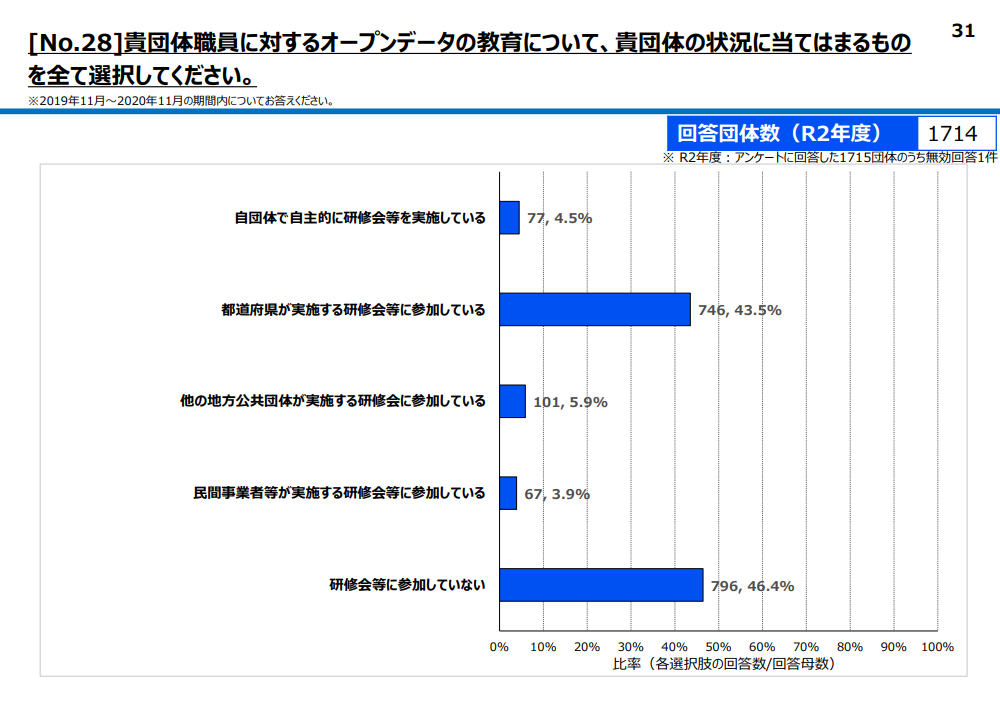 31
[No.28]貴団体職員に対するオープンデータの教育について、貴団体の状況に当てはまるもの
を全て選択してください。
※2019年11月～2020年11月の期間内についてお答えください。
回答団体数（R2年度） 1714
※ R2年度：アンケートに回答した1715団体のうち無効回答1件
自団体で自主的に研修会等を実施している 77, 4.5%
都道府県が実施する研修会等に参加している 746, 43.5%
他の地方公共団体が実施する研修会に参加している 101, 5.9%
民間事業者等が実施する研修会等に参加している 67, 3.9%
研修会等に参加していない 796, 46.4%
0% 10% 20% 30% 40% 50% 60% 70% 80% 90% 100%
比率（各選択肢の回答数/回答母数）